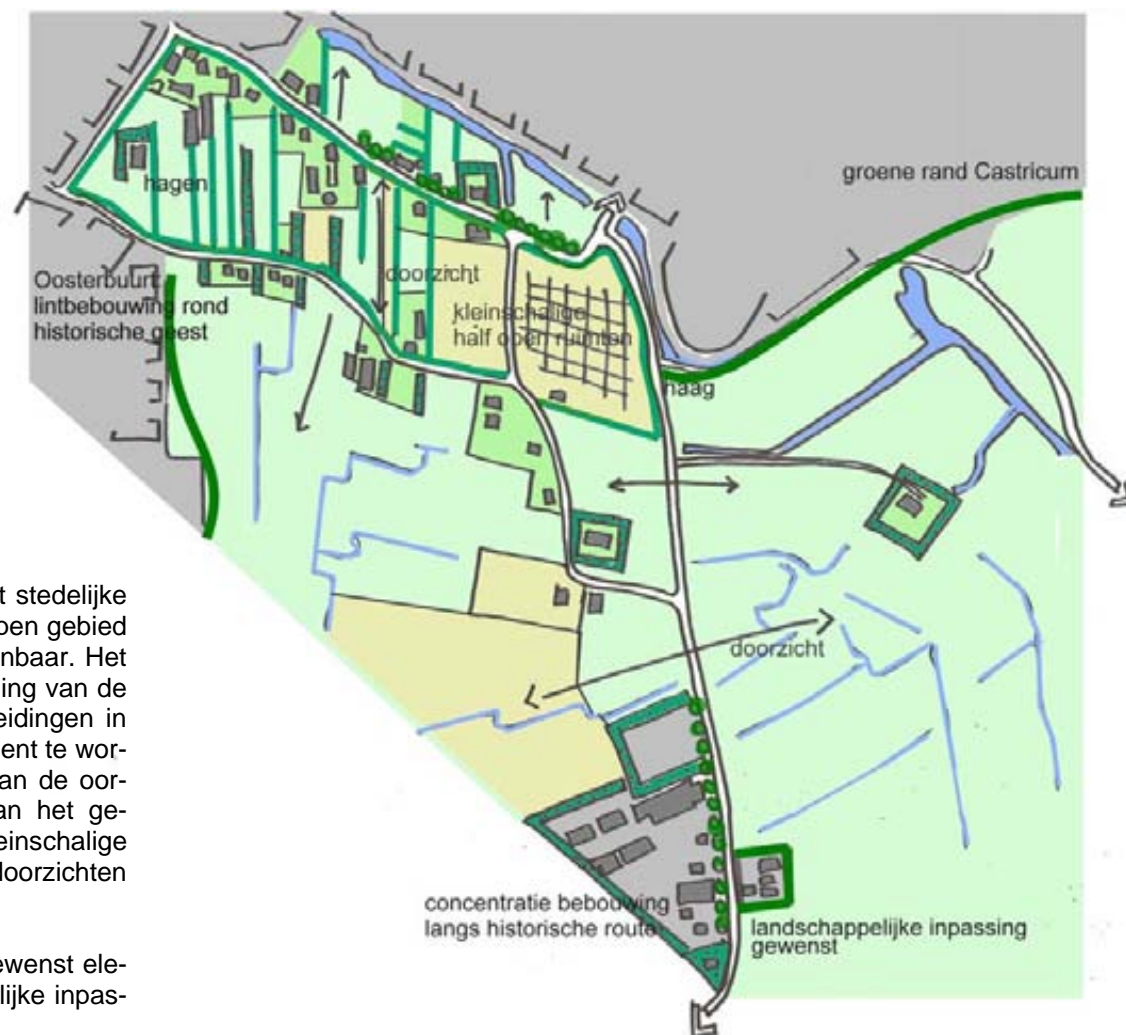 groene rand Castricum
hagen
Oosterbuurt:
lintbebouwing rond
historische geest
doorzicht
kleinschalige
half open ruimten
haag
doorzicht
concentratie bebouwing
langs historische route
landschappelijke inpassing
gewenst
t stedelijke
oen gebied
nbaar. Het
ing van de
eidingen in
ent te wor-
an de oor-
an het ge-
einschalige
doorzichten
ewenst ele-
lijke inpas-